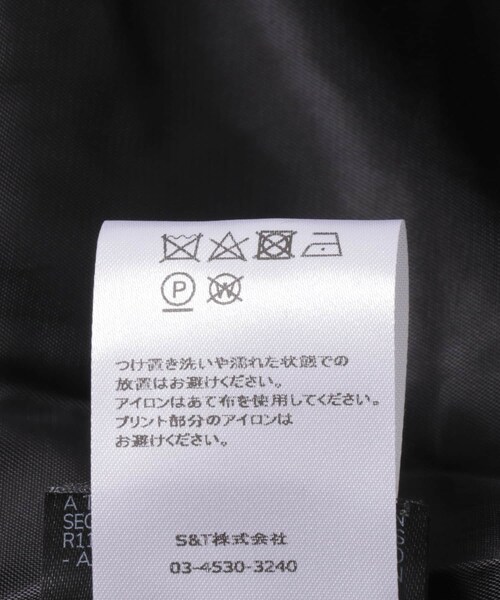 P W
つけ置き洗いや濡れた状態での
放置はお避けください。
アイロンはあて布を使用してください。
プリント部分のアイロンは
お避けください。
S&T株式会社
03-4530-3240
A T
SEC
R11
- A